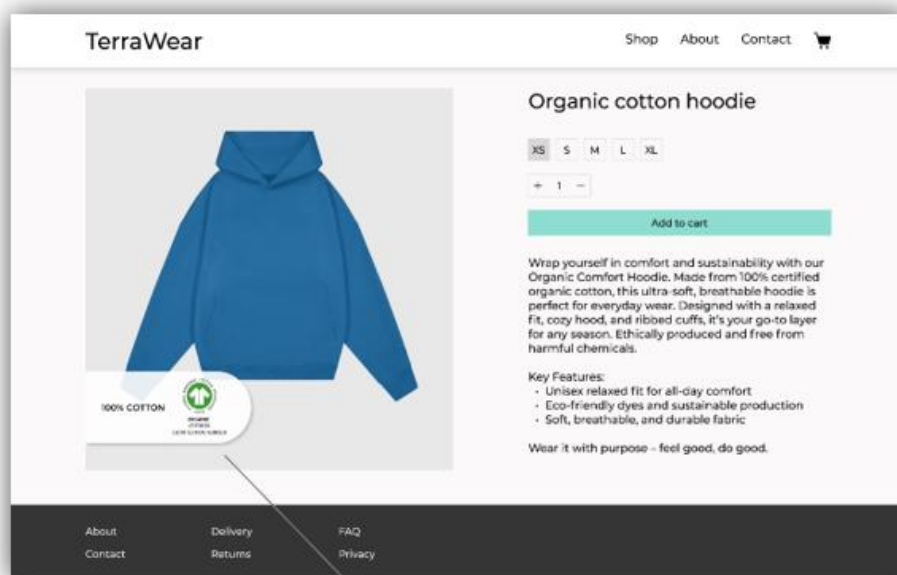 TerraWear
Shop About Contact
Organic cotton hoodie
XS S M L XL
+ 1 −
Add to cart
Wrap yourself in comfort and sustainability with our
Organic Comfort Hoodie. Made from 100% certified
organic cotton, this ultra-soft, breathable hoodie is
perfect for everyday wear. Designed with a relaxed
fit, cozy hood, and ribbed cuffs, it's your go-to layer
for any season. Ethically produced and free from
harmful chemicals.
Key Features:
• Unisex relaxed fit for all-day comfort
• Eco-friendly dyes and sustainable production
• Soft, breathable, and durable fabric
Wear it with purpose – feel good, do good.
100% COTTON
ORGANIC
About Delivery FAQ
Contact Returns Privacy